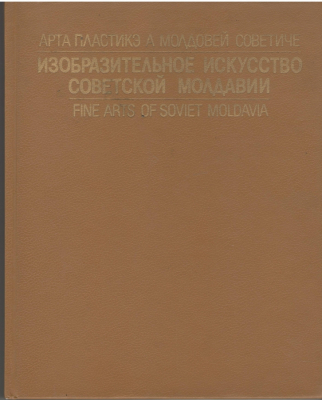 АРТА ПЛАСТИКЭ А МОЛДОВЕЙ СОВЕТИЧЕ
ИЗОБРАЗИТЕЛЬНОЕ ИСКУССТВО
СОВЕТСКОЙ МОЛДАВИИ
FINE ARTS OF SOVIET MOLDAVIA